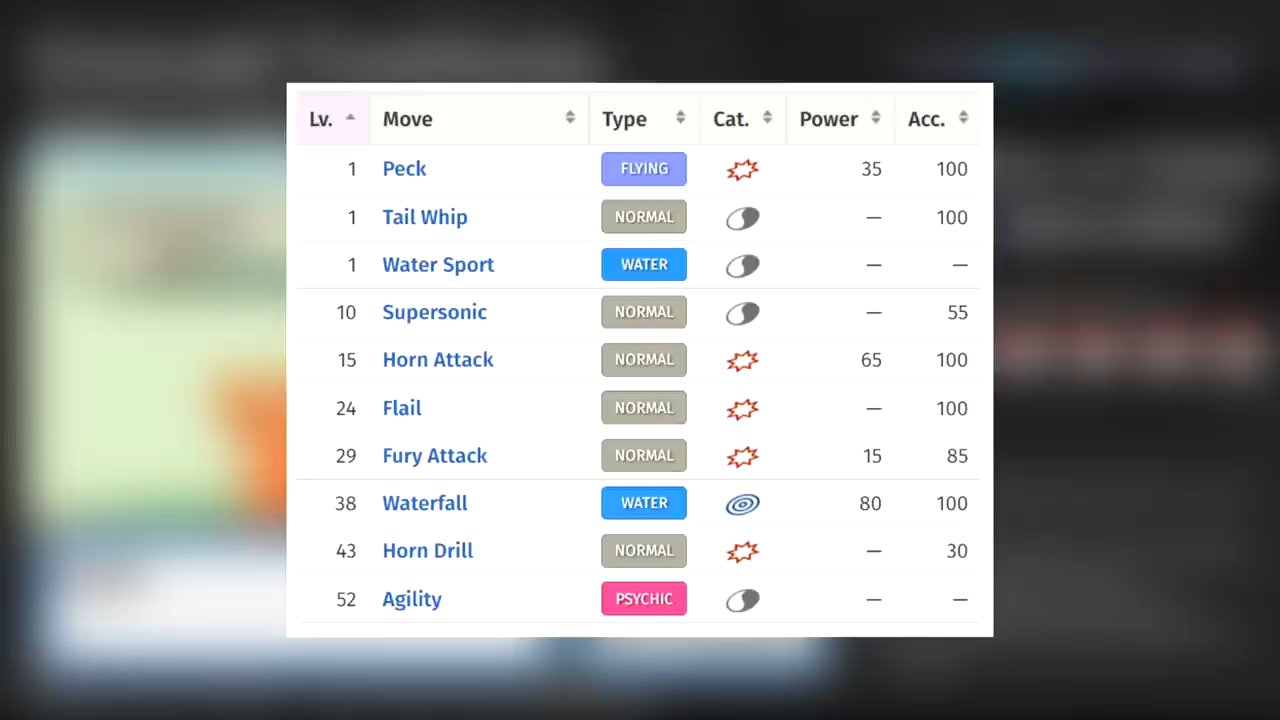 Lv. Move Type Cat. Power Acc.
1 Peck FLYING 35 100
1 Tail Whip NORMAL — 100
1 Water Sport WATER — —
10 Supersonic NORMAL — 55
15 Horn Attack NORMAL 65 100
24 Flail NORMAL — 100
29 Fury Attack NORMAL 15 85
38 Waterfall WATER 80 100
43 Horn Drill NORMAL — 30
52 Agility PSYCHIC — —